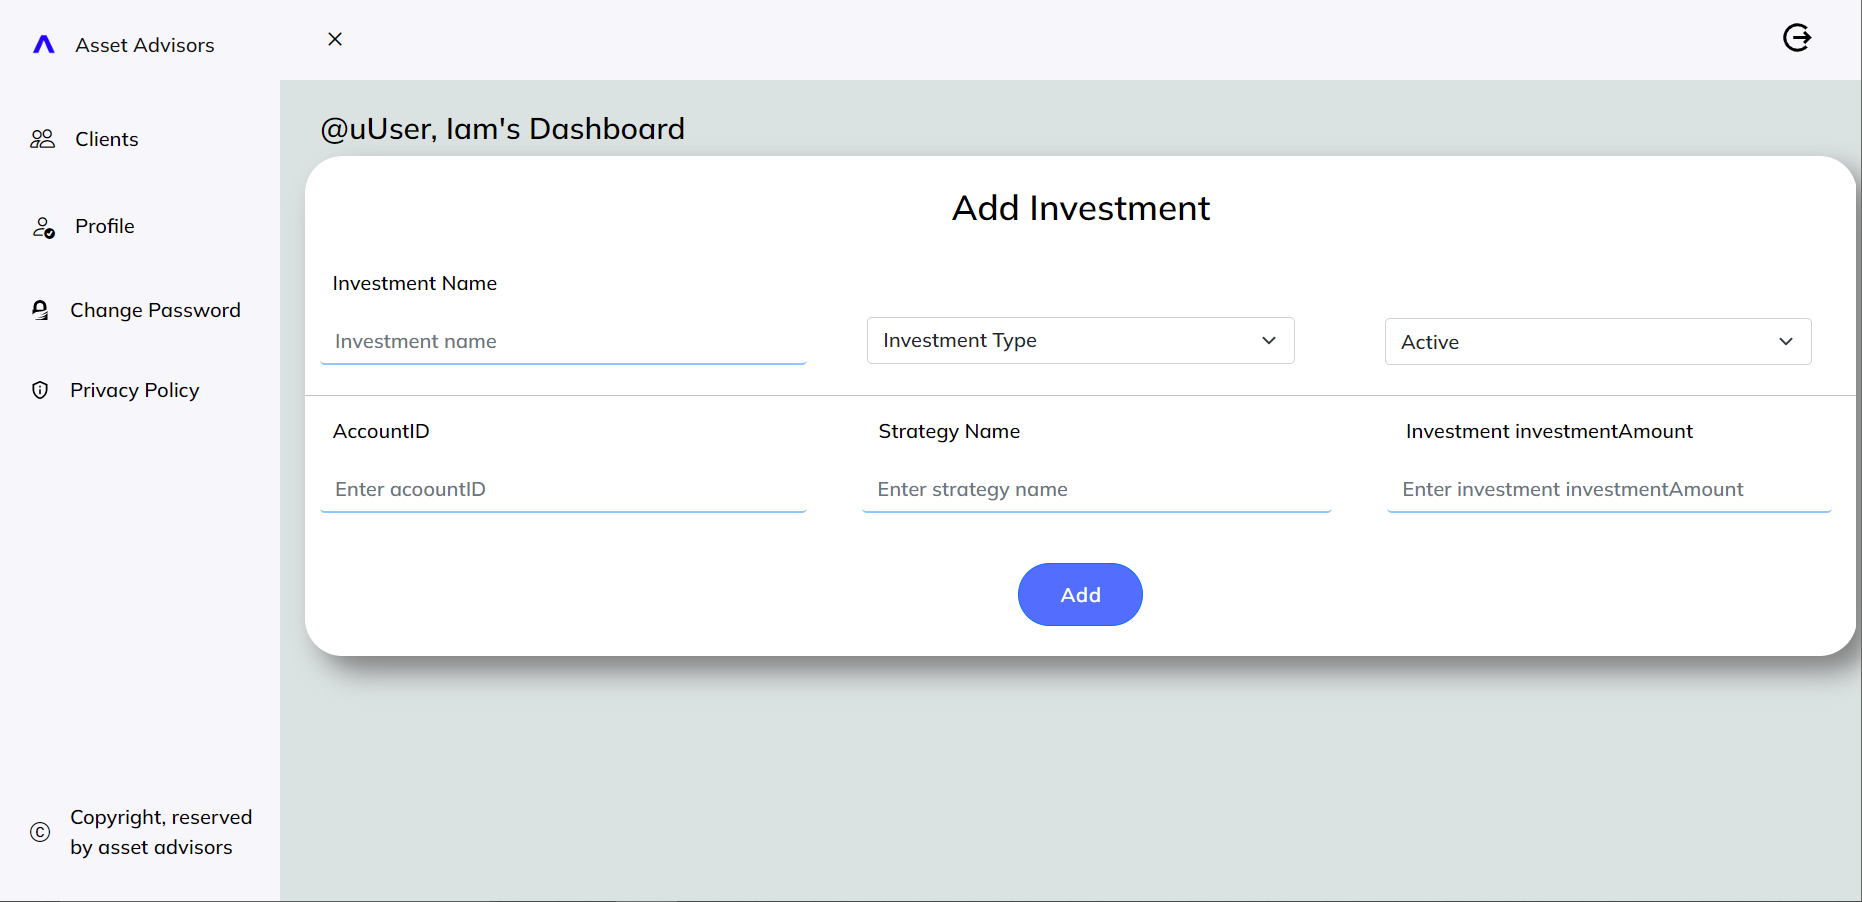 Asset Advisors
Clients
Profile
Change Password
Privacy Policy
Copyright, reserved
by asset advisors
@uUser, Iam's Dashboard
Add Investment
Investment Name
Investment name
Investment Type
Active
AccountID
Strategy Name
Investment investmentAmount
Enter acoountID
Enter strategy name
Enter investment investmentAmount
Add